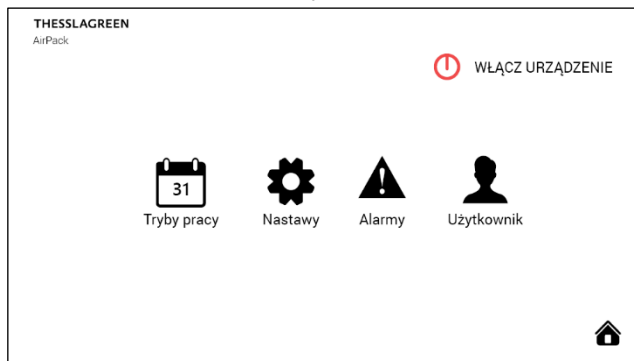 THESSLAGREEN
AirPack
WŁĄCZ URZĄDZENIE
31
Tryby pracy
Nastawy
Alarmy
Użytkownik